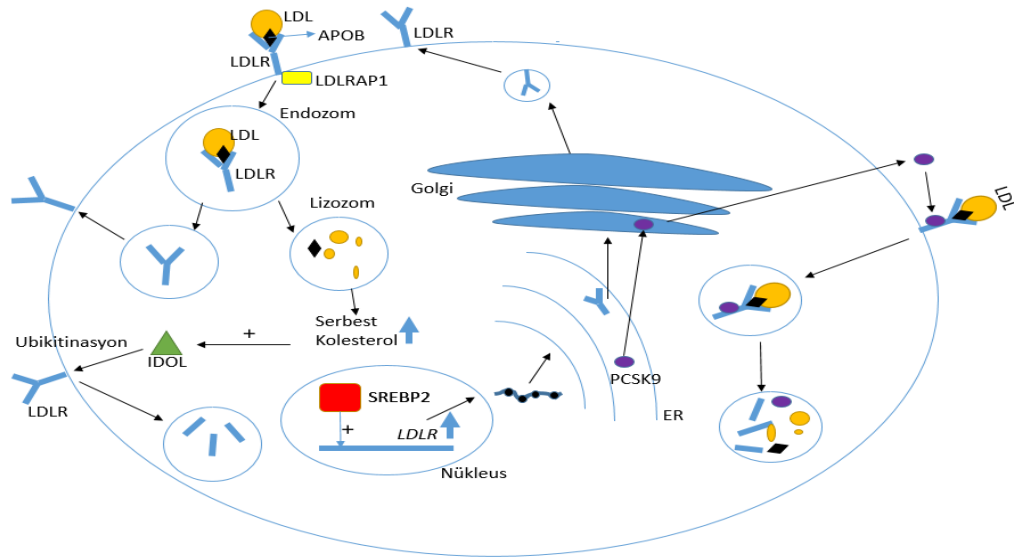 LDL
APOB
LDLR
LDLR
LDLRAP1
Endozom
LDL
LDLR
Golgi
Lizozom
LDL
Serbest
Kolesterol
+
Ubikitinasyon
IDOL
LDLR
SREBP2
+
LDLR
Nükleus
PCSK9
ER